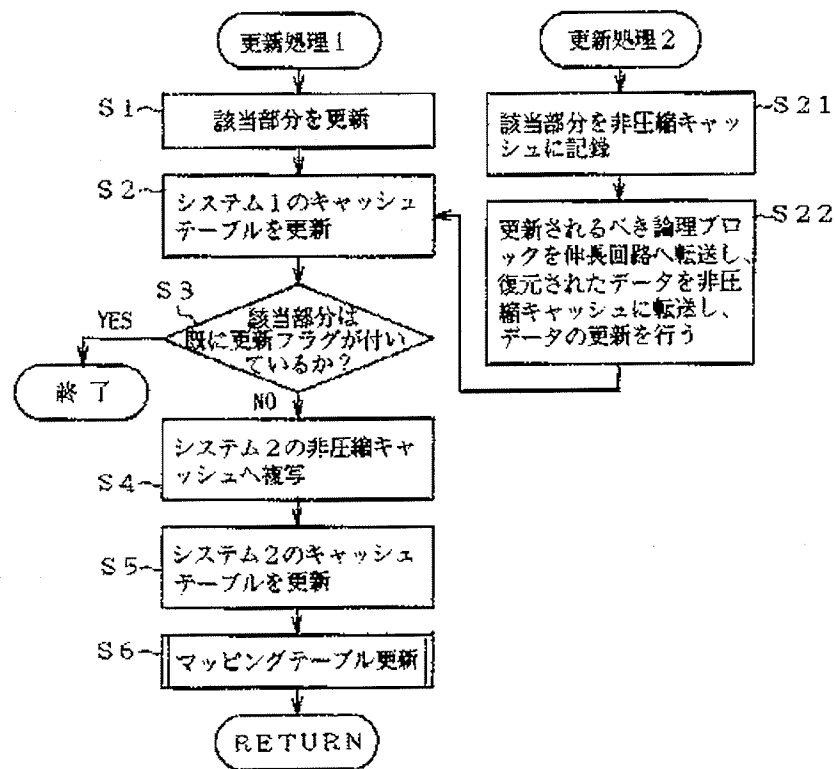 更新処理1
S1
該当部分を更新
S2
システム1のキャッシュ
テーブルを更新
S3
YES
該当部分は
既に更新フラグが付い
ているか?
終了
NO
S4
システム2の非圧縮キャ
ッシュへ複写
S5
システム2のキャッシュ
テーブルを更新
S6
マッピングテーブル更新
RETURN
更新処理2
S21
該当部分を非圧縮キャッ
シュに記録
S22
更新されるべき論理ブロ
ックを伸長回路へ転送し、
復元されたデータを非圧
縮キャッシュに転送し、
データの更新を行う